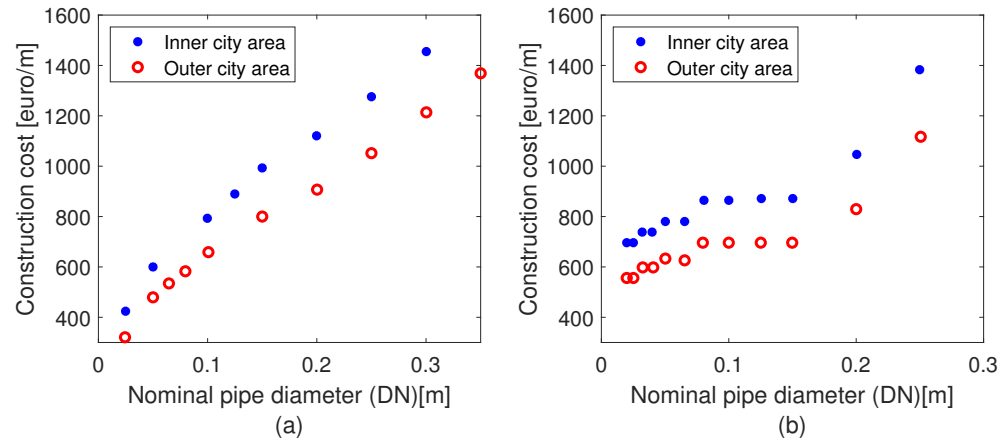 1600
1400
1200
1000
800
600
400
Construction cost [euro/m]
Inner city area
Outer city area
0
0.1
0.2
0.3
Nominal pipe diameter (DN)[m]
(a)
1600
1400
1200
1000
800
600
400
Construction cost [euro/m]
Inner city area
Outer city area
0
0.1
0.2
0.3
Nominal pipe diameter (DN)[m]
(b)